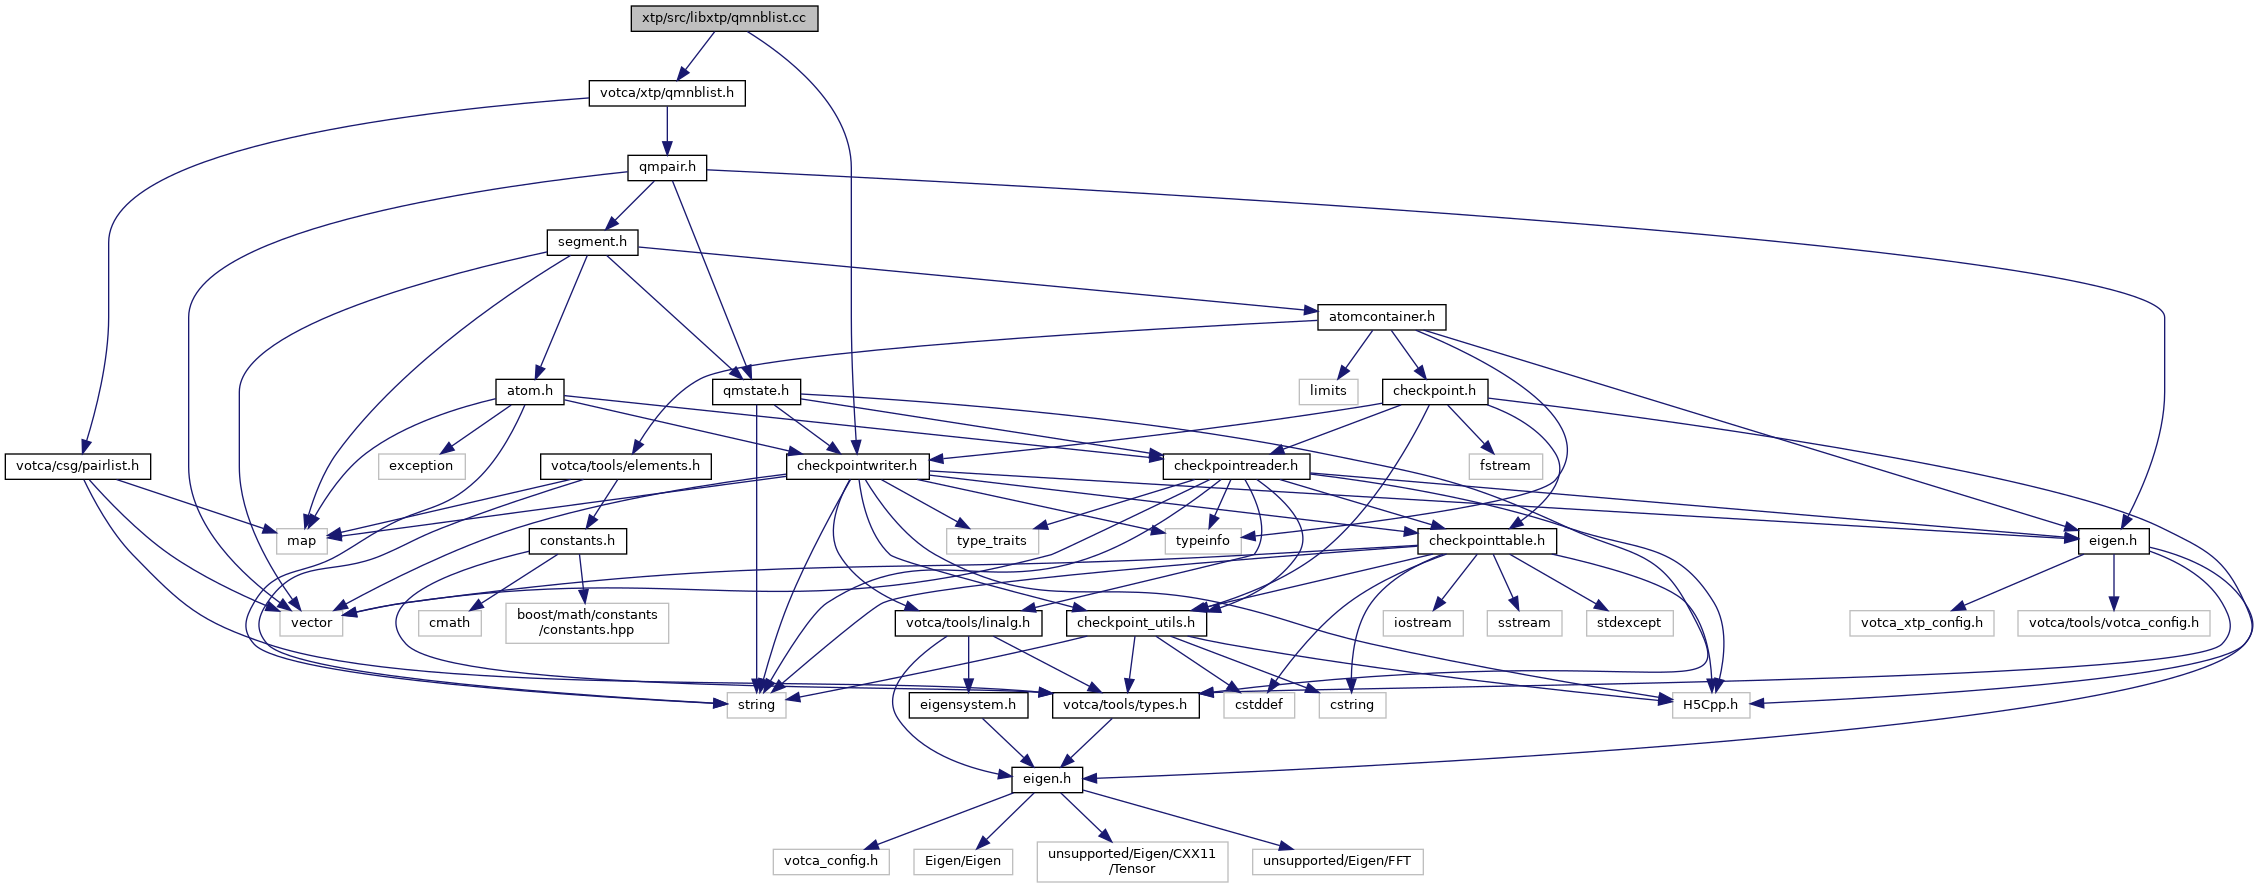 xtp/src/libxtp/qmnblist.cc
votca/xtp/qmnblist.h
qmpair.h
segment.h
atomcontainer.h
atom.h
qmstate.h
limits
checkpoint.h
votca/csg/pairlist.h
exception
votca/tools/elements.h
checkpointwriter.h
checkpointreader.h
fstream
map
constants.h
type_traits
typeinfo
checkpointtable.h
eigen.h
vector
cmath
boost/math/constants
/constants.hpp
votca/tools/linalg.h
checkpoint_utils.h
iostream
sstream
stdexcept
votca_xtp_config.h
votca/tools/votca_config.h
string
eigensystem.h
votca/tools/types.h
cstddef
cstring
H5Cpp.h
eigen.h
votca_config.h
Eigen/Eigen
unsupported/Eigen/CXX11
/Tensor
unsupported/Eigen/FFT